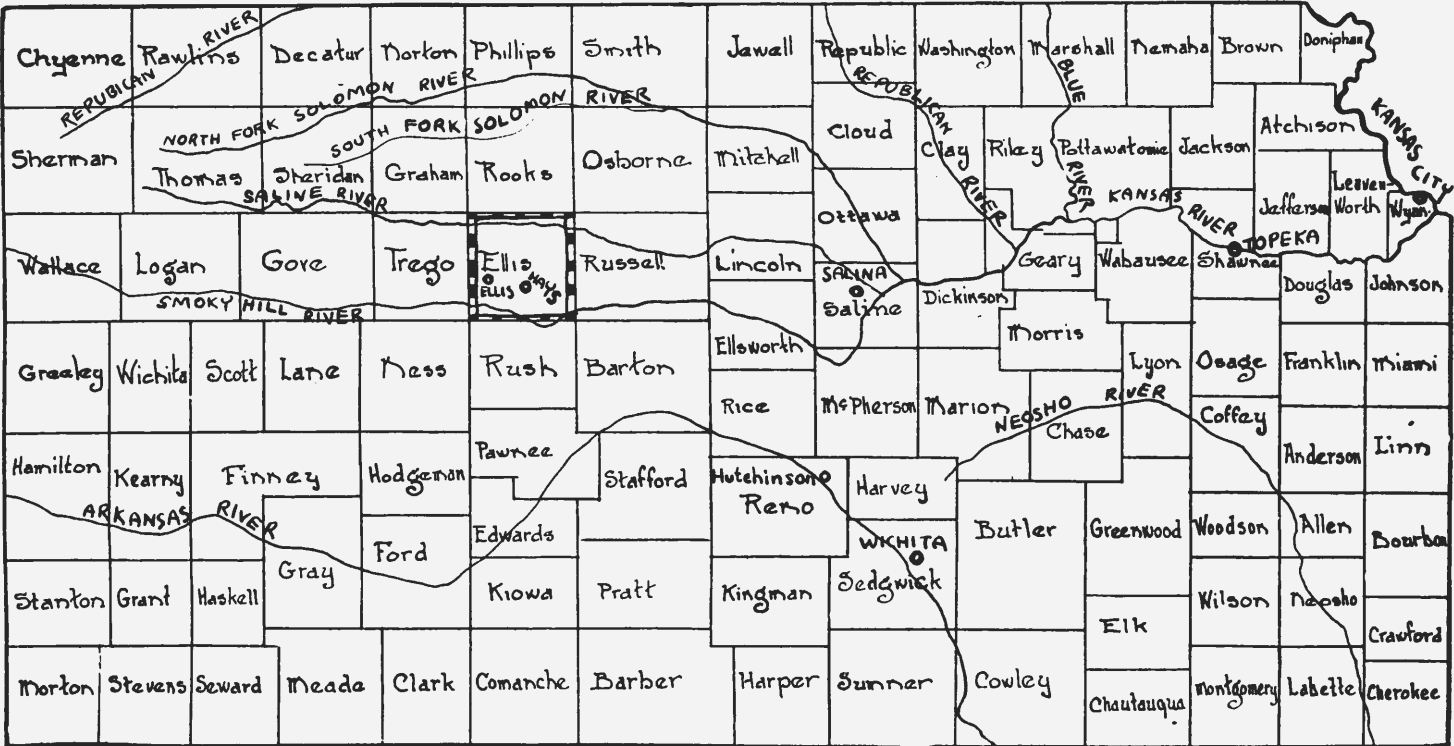 Chyenne
Rawlins
Decatur
Norton
Phillips
Smith
Jewell
Republic
Washington
Marshall
Nemaha
Brown
Doniphan
REPUBICAN RIVER
NORTH FORK SOLOMON RIVER
SOUTH FORK SOLOMON RIVER
REPUBLIKAN RIVER
BLUE RIVER
KANSAS CITY
Sherman
Thomas
Sheridan
Graham
Rooks
Osborne
Mitchell
Cloud
Clay
Riley
Pottawatomie
Jackson
Atchison
SALINE RIVER
Ottawa
KANSAS RIVER
Jefferson
Leaven-
Worth
Wyan.
Wallace
Logan
Gove
Trego
Ellis
ELLIS
HAYS
Russell
Lincoln
SALINA
Saline
Dickinson
Geary
Wabausee
TOPEKA
Shawnee
Douglas
Johnson
SMOKY HILL RIVER
Greeley
Wichita
Scott
Lane
Ness
Rush
Barton
Ellsworth
Rice
McPherson
Marion
Morris
Chase
Lyon
Osage
Franklin
Miami
NEOSHO RIVER
Coffey
Anderson
Linn
Hamilton
Kearny
Finney
Hodgeman
Pawnee
Stafford
Hutchinson
Reno
Harvey
Butler
Greenwood
Woodson
Allen
Bourbon
ARKANSAS RIVER
Gray
Ford
Edwards
WICHITA
Sedgwick
Stanton
Grant
Haskell
Kiowa
Pratt
Kingman
Elk
Wilson
Neosho
Crawford
Morton
Stevens
Seward
Meade
Clark
Comanche
Barber
Harper
Sumner
Cowley
Chautauqua
Montgomery
Labette
Cherokee